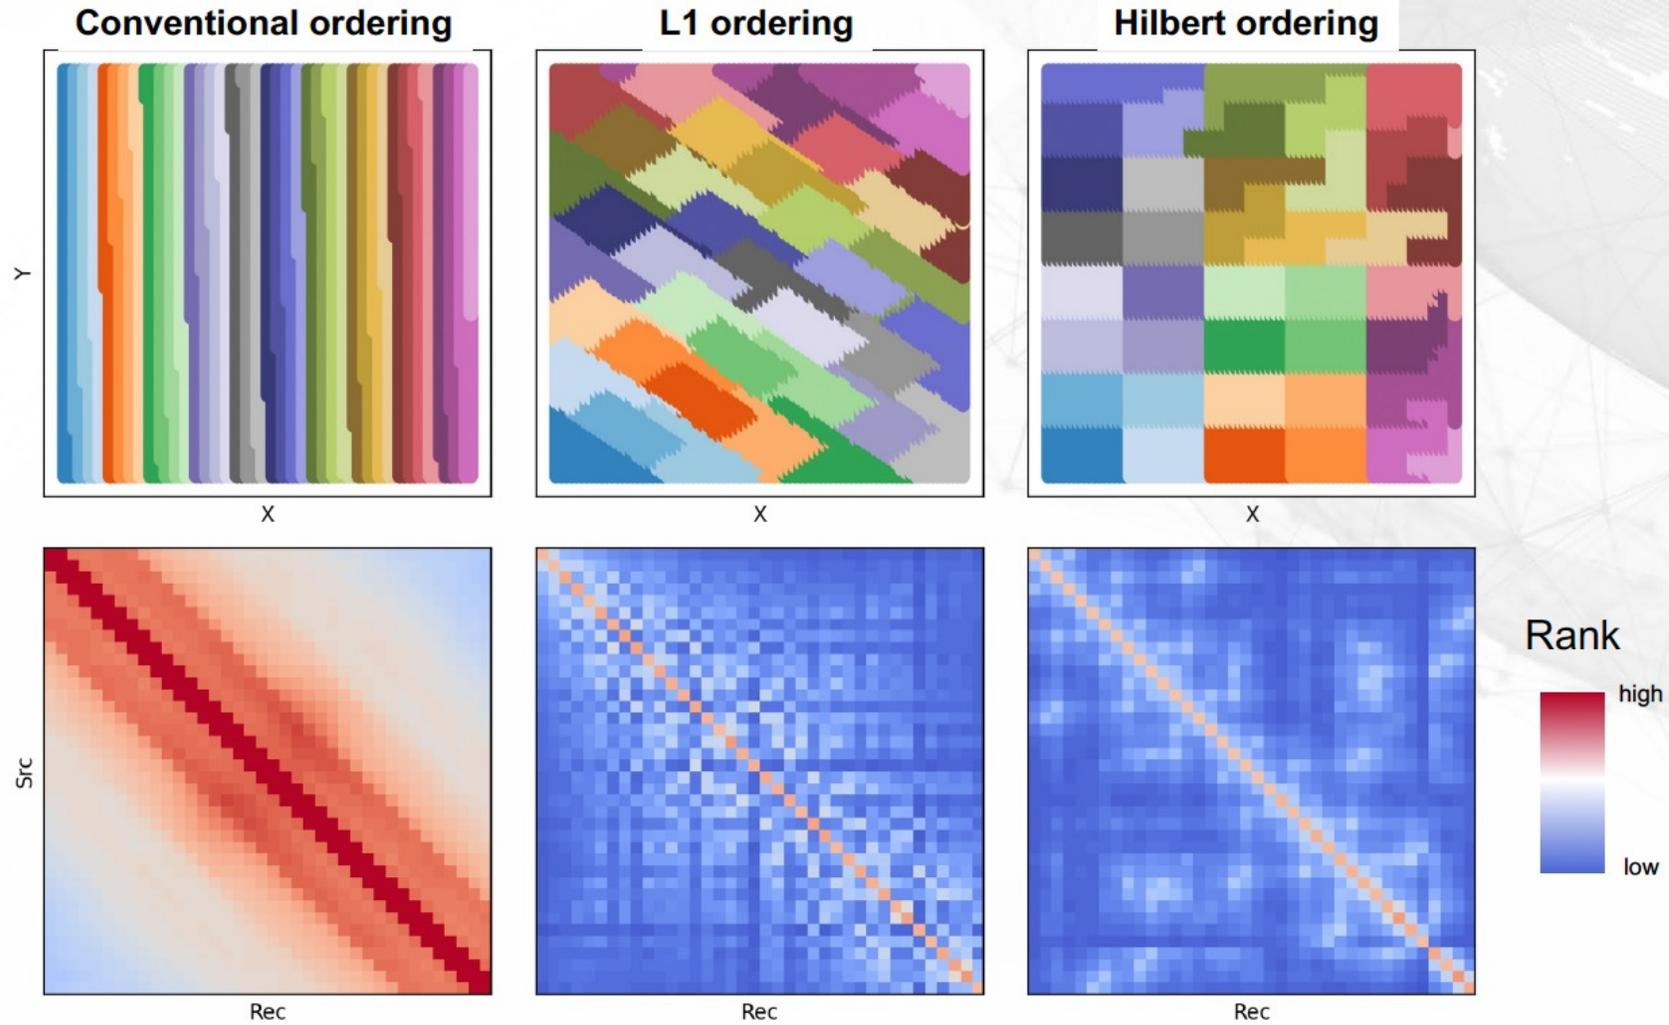 Conventional ordering
L1 ordering
Hilbert ordering
Y
X
X
X
Src
Rec
Rec
Rec
Rank
high
low